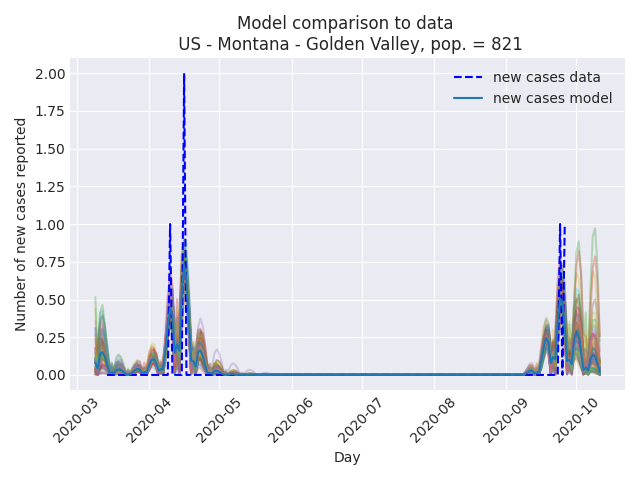 Model comparison to data
US - Montana - Golden Valley, pop. = 821
new cases data
new cases model
Number of new cases reported
2.00
1.75
1.50
1.25
1.00
0.75
0.50
0.25
0.00
2020-03
2020-04
2020-05
2020-06
2020-07
2020-08
2020-09
2020-10
Day